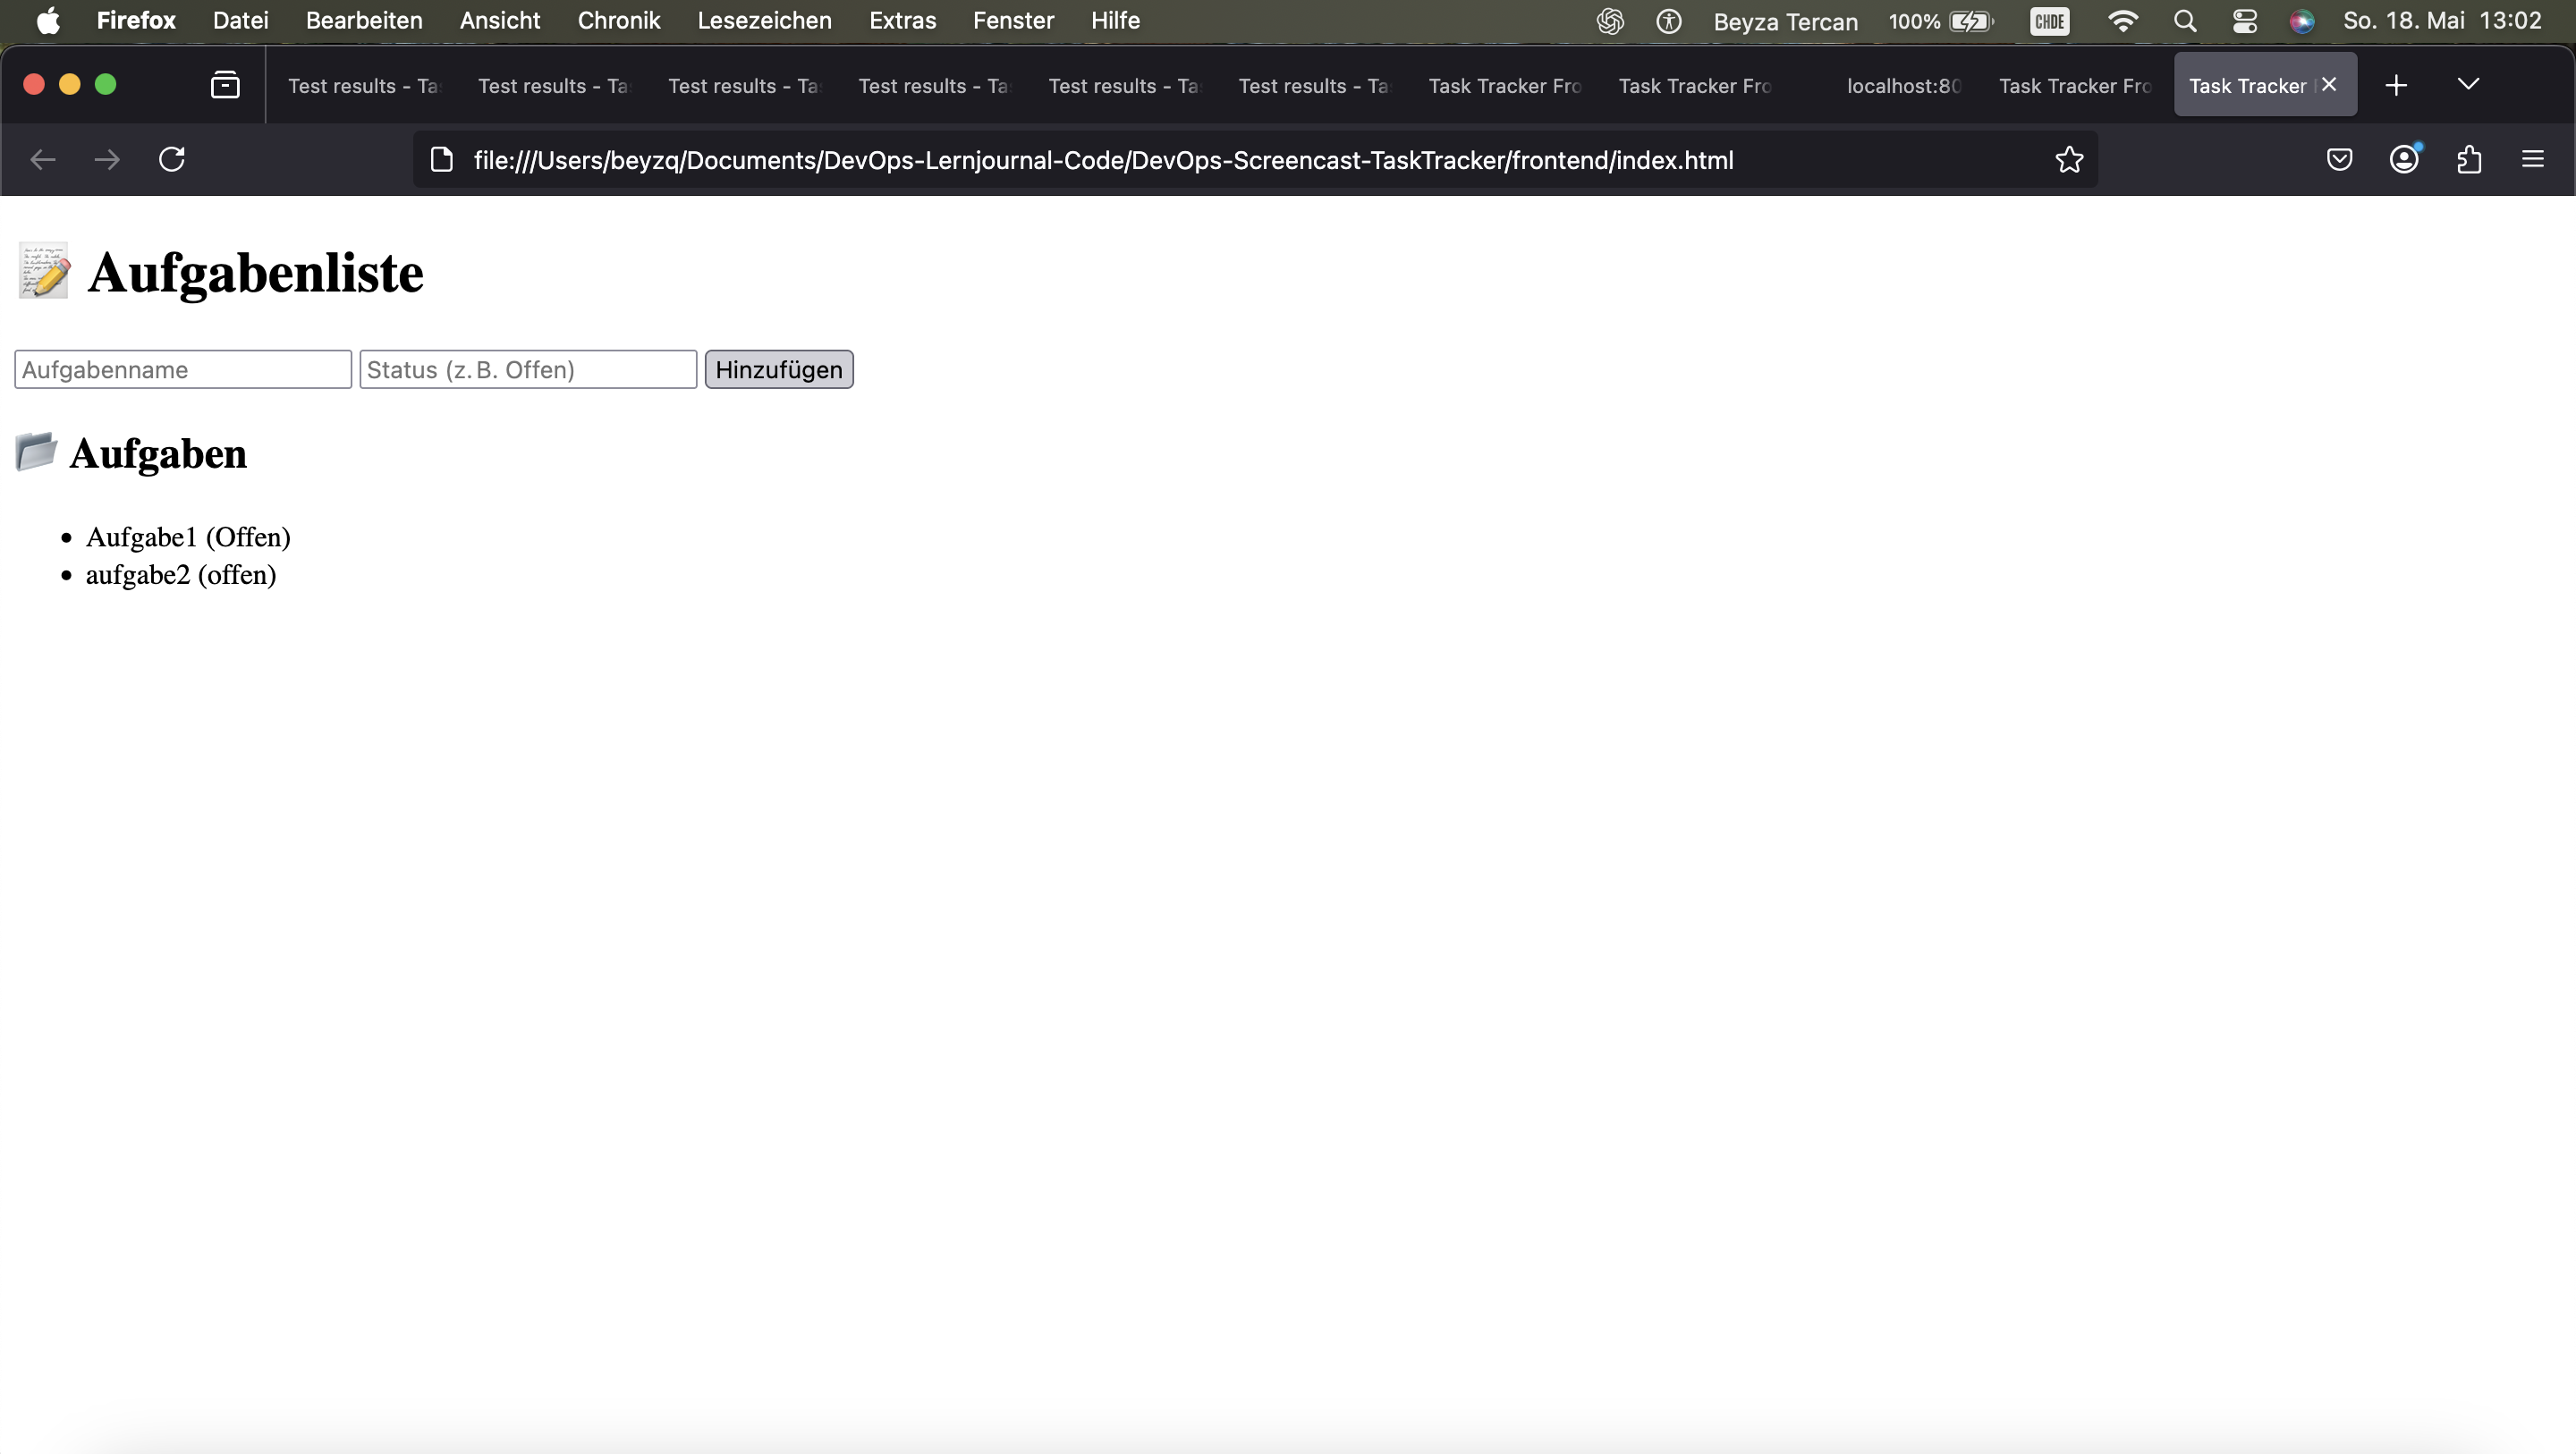 Firefox Datei Bearbeiten Ansicht Chronik Lesezeichen Extras Fenster Hilfe Beyza Tercan 100% CHDE So. 18. Mai 13:02
Test results - Ta Test results - Ta Test results - Ta Test results - Ta Test results - Ta Test results - Ta Task Tracker Fro Task Tracker Fro localhost:80 Task Tracker Fro Task Tracker
file:///Users/beyzq/Documents/DevOps-Lernjournal-Code/DevOps-Screencast-TaskTracker/frontend/index.html
Aufgabenliste
Aufgabenname Status (z. B. Offen) Hinzufügen
Aufgaben
• Aufgabe1 (Offen)
• aufgabe2 (offen)